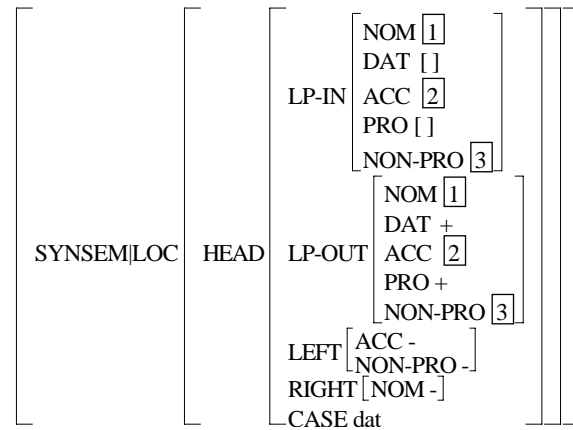 NOM 1
DAT [ ]
LP-IN ACC 2
PRO [ ]
NON-PRO 3
NOM 1
DAT +
SYNSEM|LOC HEAD LP-OUT ACC 2
PRO +
NON-PRO 3
LEFT ACC -
NON-PRO -
RIGHT [NOM -]
CASE dat